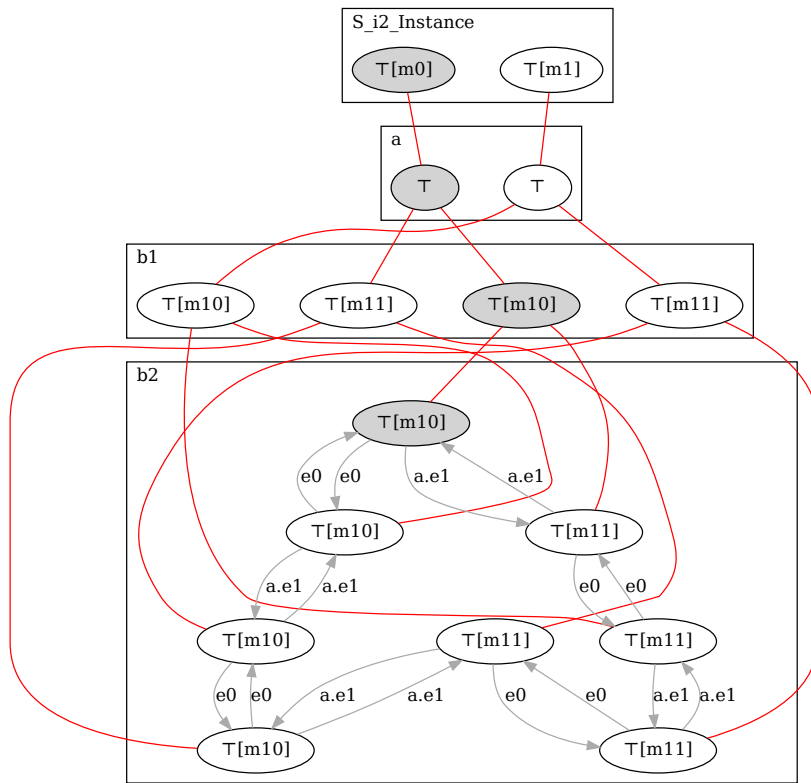 S_i2_Instance
⊤[m0] ⊤[m1]
a
⊤ ⊤
b1
⊤[m10] ⊤[m11] ⊤[m10] ⊤[m11]
b2
⊤[m10]
e0 e0 a.e1 a.e1
⊤[m10] ⊤[m11]
a.e1 a.e1 e0 e0
⊤[m10] ⊤[m11] ⊤[m11]
e0 e0 a.e1 a.e1 e0 e0 a.e1 a.e1
⊤[m10] ⊤[m11]